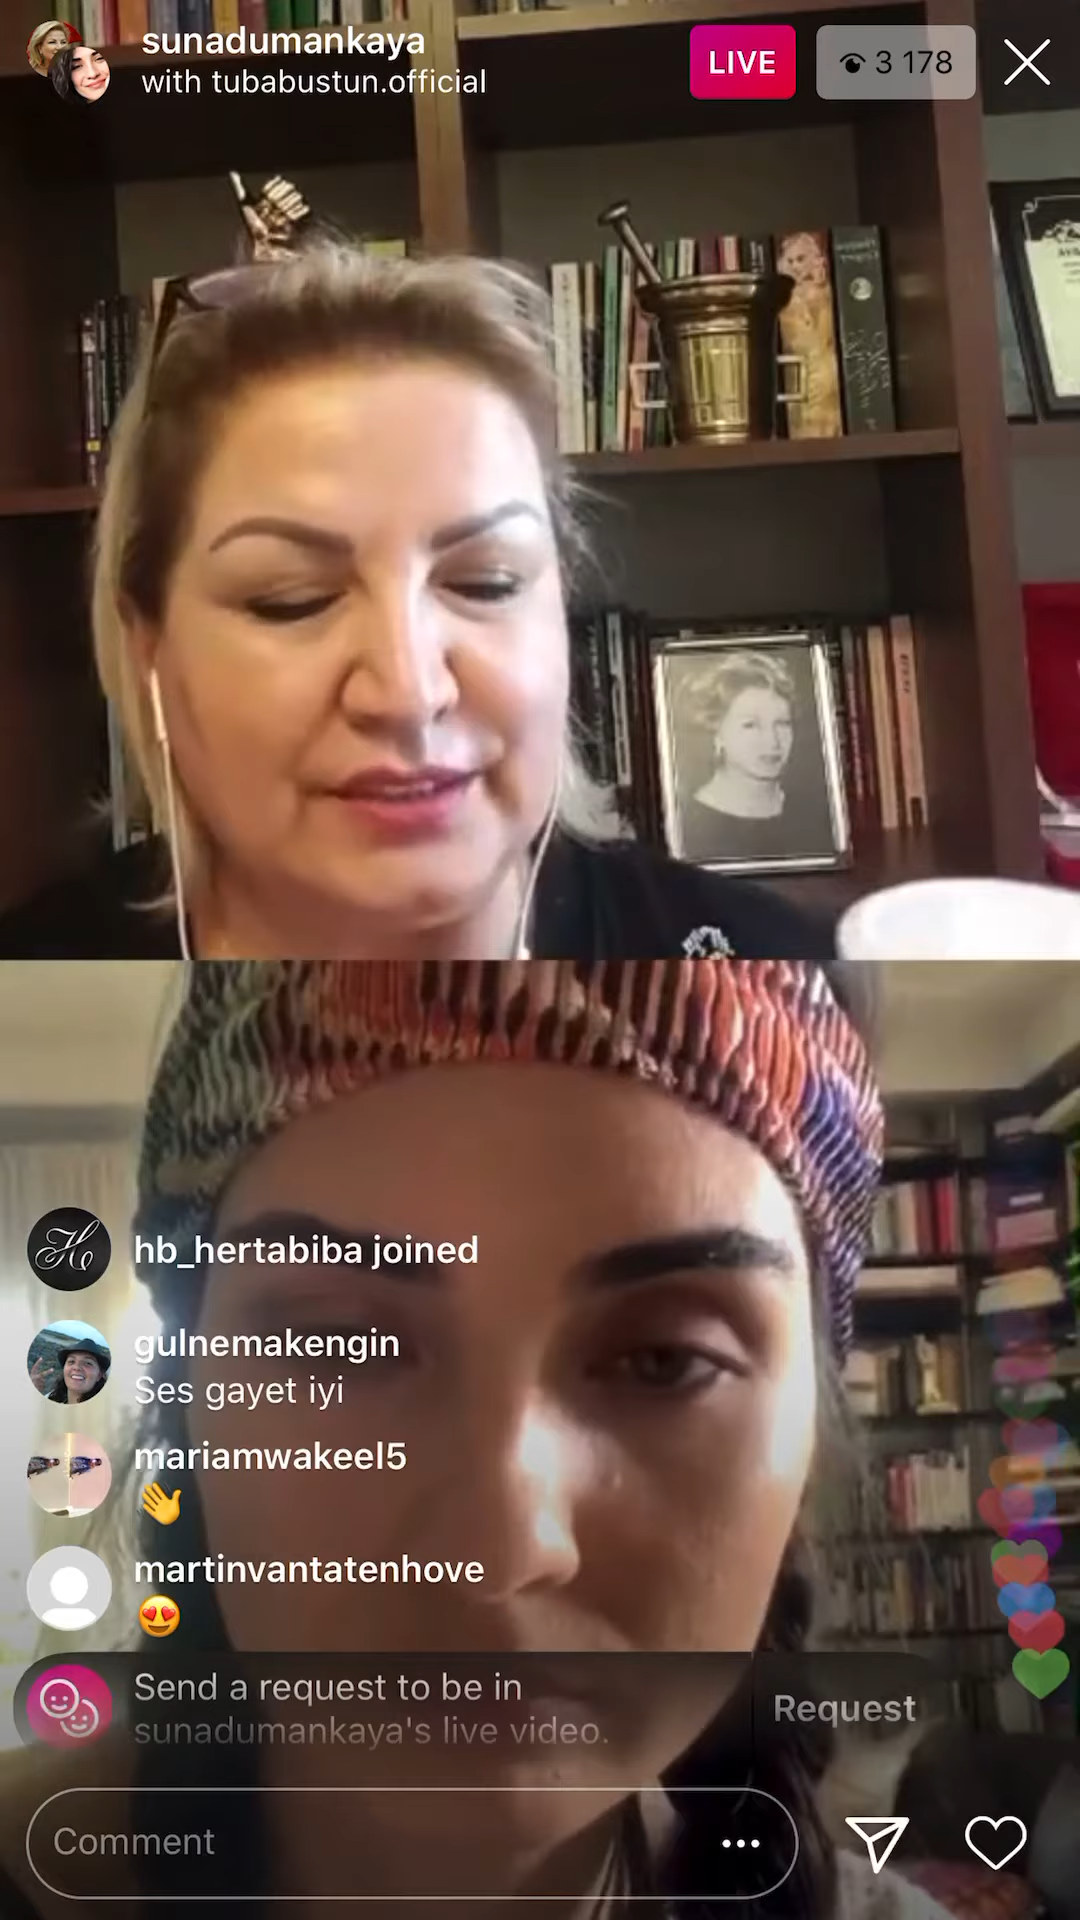 sunadumankaya
with tubabustun.official
LIVE
3 178
hb_hertabiba joined
gulnemakengin
Ses gayet iyi
mariamwakeel5
👋
martinvantatenhove
😍
Send a request to be in
sunadumankaya's live video.
Request
Comment